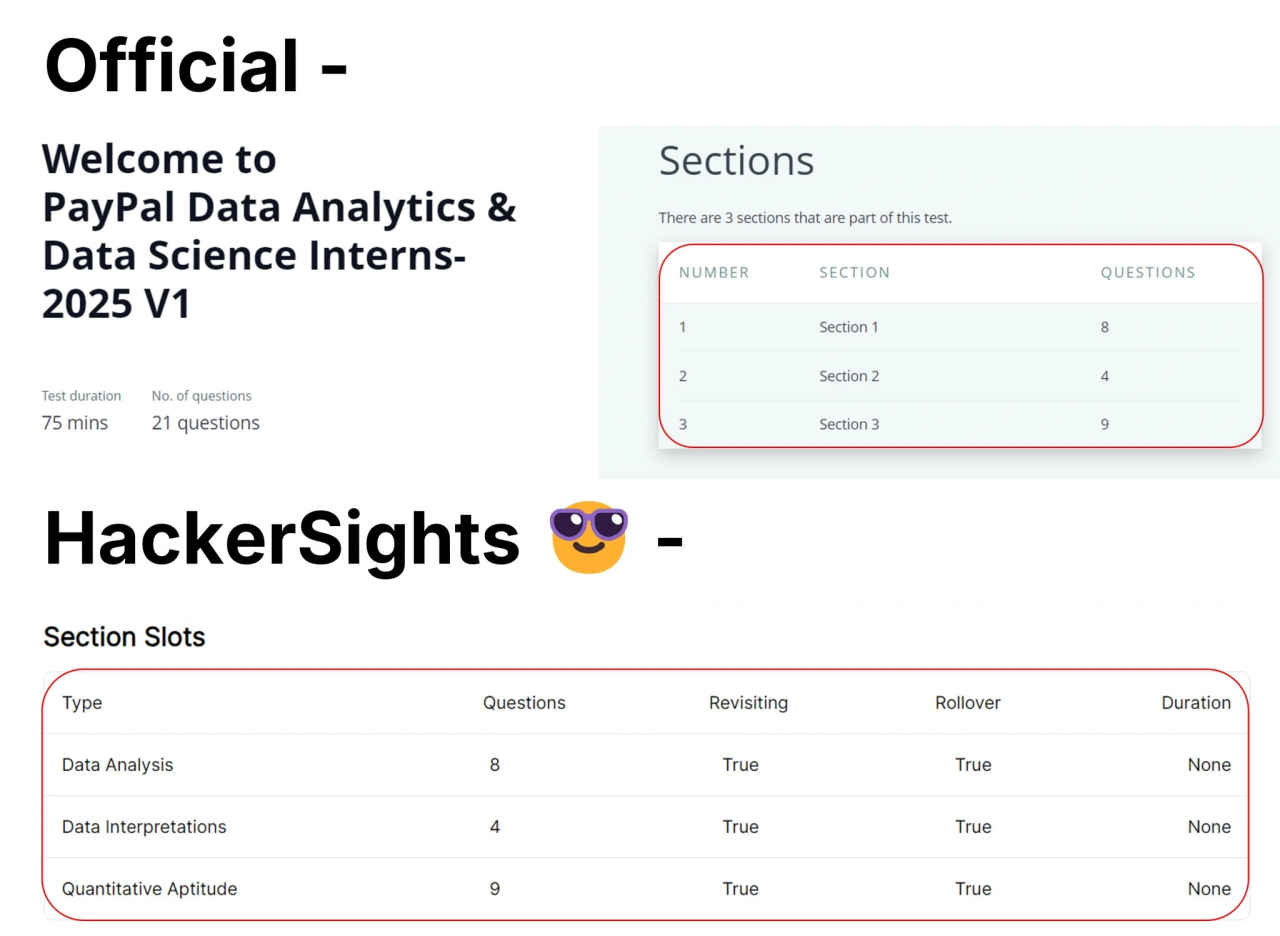 Official -
Welcome to
PayPal Data Analytics &
Data Science Interns-
2025 V1
Test duration No. of questions
75 mins 21 questions
Sections
There are 3 sections that are part of this test.
NUMBER SECTION QUESTIONS
1 Section 1 8
2 Section 2 4
3 Section 3 9
HackerSights 😎 -
Section Slots
Type Questions Revisiting Rollover Duration
Data Analysis 8 True True None
Data Interpretations 4 True True None
Quantitative Aptitude 9 True True None